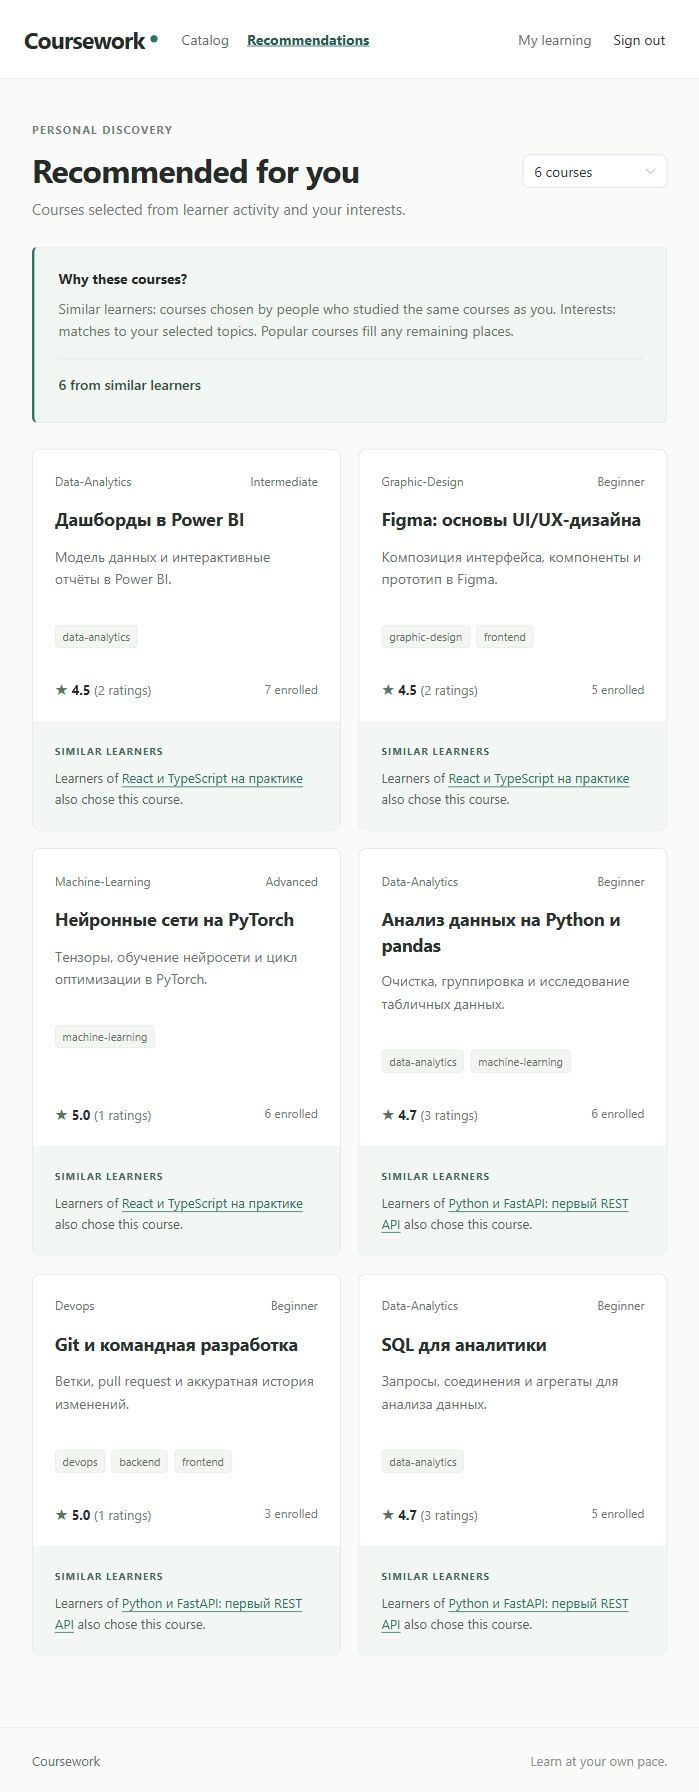 Coursework
Catalog
Recommendations
My learning
Sign out
PERSONAL DISCOVERY
Recommended for you
6 courses
Courses selected from learner activity and your interests.
Why these courses?
Similar learners: courses chosen by people who studied the same courses as you. Interests:
matches to your selected topics. Popular courses fill any remaining places.
6 from similar learners
Data-Analytics
Intermediate
Дашборды в Power BI
Модель данных и интерактивные
отчёты в Power BI.
data-analytics
★ 4.5 (2 ratings)
7 enrolled
SIMILAR LEARNERS
Learners of React и TypeScript на практике
also chose this course.
Graphic-Design
Beginner
Figma: основы UI/UX-дизайна
Композиция интерфейса, компоненты и
прототип в Figma.
graphic-design
frontend
★ 4.5 (2 ratings)
5 enrolled
SIMILAR LEARNERS
Learners of React и TypeScript на практике
also chose this course.
Machine-Learning
Advanced
Нейронные сети на PyTorch
Тензоры, обучение нейросети и цикл
оптимизации в PyTorch.
machine-learning
★ 5.0 (1 ratings)
6 enrolled
SIMILAR LEARNERS
Learners of React и TypeScript на практике
also chose this course.
Data-Analytics
Beginner
Анализ данных на Python и
pandas
Очистка, группировка и исследование
табличных данных.
data-analytics
machine-learning
★ 4.7 (3 ratings)
6 enrolled
SIMILAR LEARNERS
Learners of Python и FastAPI: первый REST
API also chose this course.
Devops
Beginner
Git и командная разработка
Ветки, pull request и аккуратная история
изменений.
devops
backend
frontend
★ 5.0 (1 ratings)
3 enrolled
SIMILAR LEARNERS
Learners of Python и FastAPI: первый REST
API also chose this course.
Data-Analytics
Beginner
SQL для аналитики
Запросы, соединения и агрегаты для
анализа данных.
data-analytics
★ 4.7 (3 ratings)
5 enrolled
SIMILAR LEARNERS
Learners of Python и FastAPI: первый REST
API also chose this course.
Coursework
Learn at your own pace.